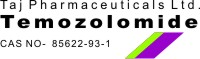 Taj Pharmaceuticals Ltd.
Temozolomide
CAS NO- 85622-93-1